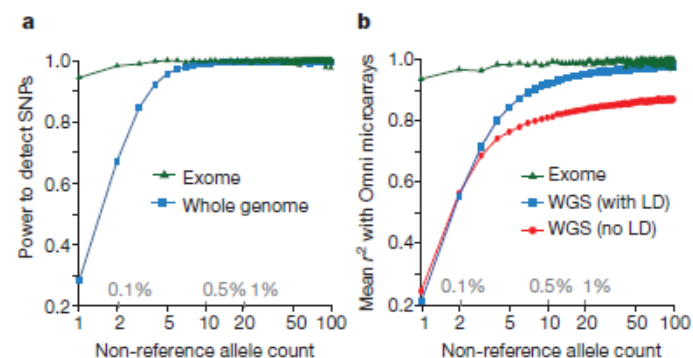 a
Power to detect SNPs
1.0
0.8
0.6
0.4
0.2
Exome
Whole genome
0.1% 0.5% 1%
1 2 5 10 20 50 100
Non-reference allele count
b
Mean r² with Omni microarrays
1.0
0.8
0.6
0.4
0.2
Exome
WGS (with LD)
WGS (no LD)
0.1% 0.5% 1%
1 2 5 10 20 50 100
Non-reference allele count